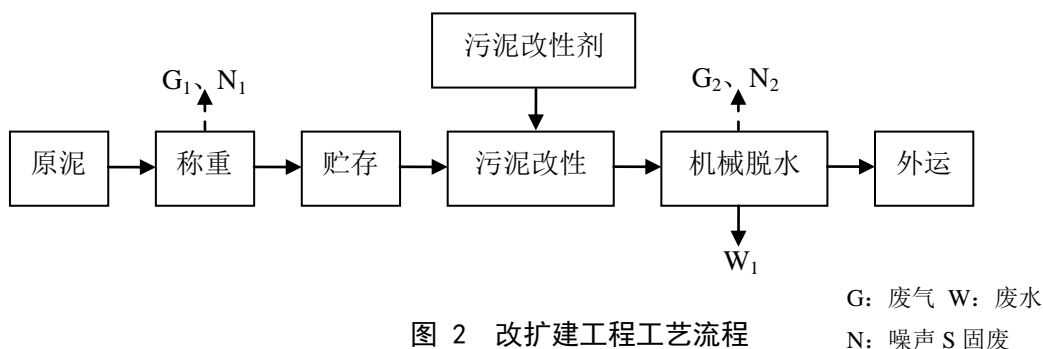 污泥改性剂
G₁、N₁
G₂、N₂
原泥
称重
贮存
污泥改性
机械脱水
外运
W₁
G：废气 W：废水
图 2 改扩建工程工艺流程
N：噪声 S 固废